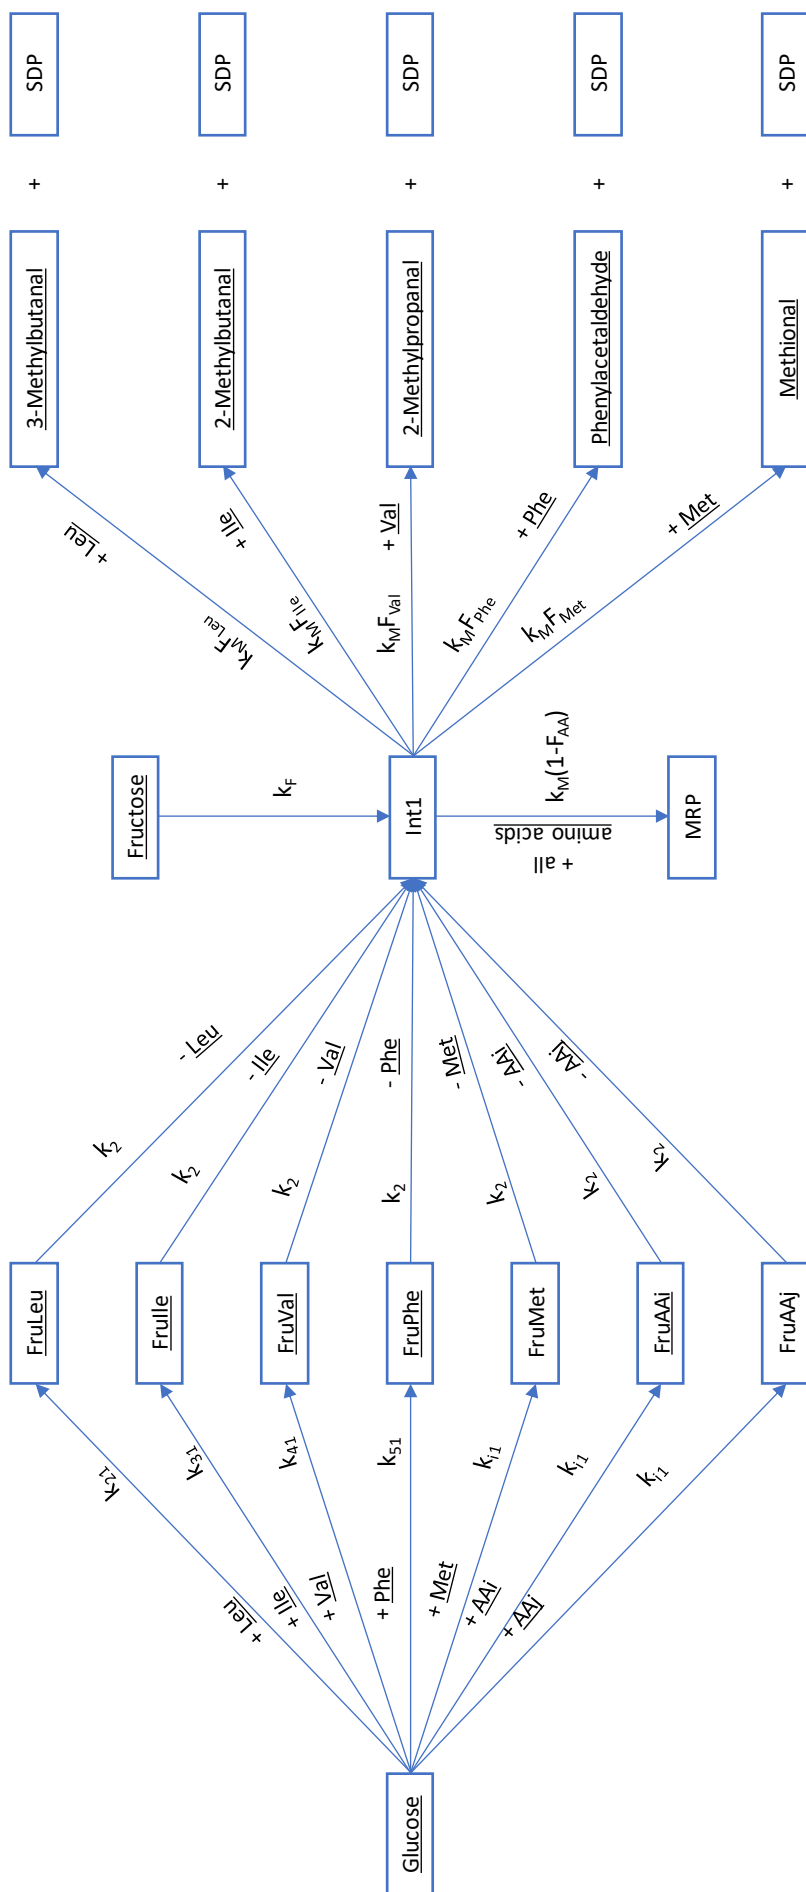 Glucose
+ Leu
k21
+ Ile
k31
+ Val
k41
+ Phe
k51
+ Met
ki1
+ AAi
ki1
+ AAj
ki1
FruLeu
FruIle
FruVal
FruPhe
FruMet
FruAAi
FruAAj
k2
- Leu
k2
- Ile
k2
- Val
k2
- Phe
k2
- Met
k2
- AAi
k2
- AAj
Fructose
kF
Int1
+ all
amino acids
kM(1-FAA)
MRP
kMFLeu
+ Leu
kMFIle
+ Ile
kMFVal
+ Val
kMFPhe
+ Phe
kMFMet
+ Met
3-Methylbutanal
+
SDP
2-Methylbutanal
+
SDP
2-Methylpropanal
+
SDP
Phenylacetaldehyde
+
SDP
Methional
+
SDP